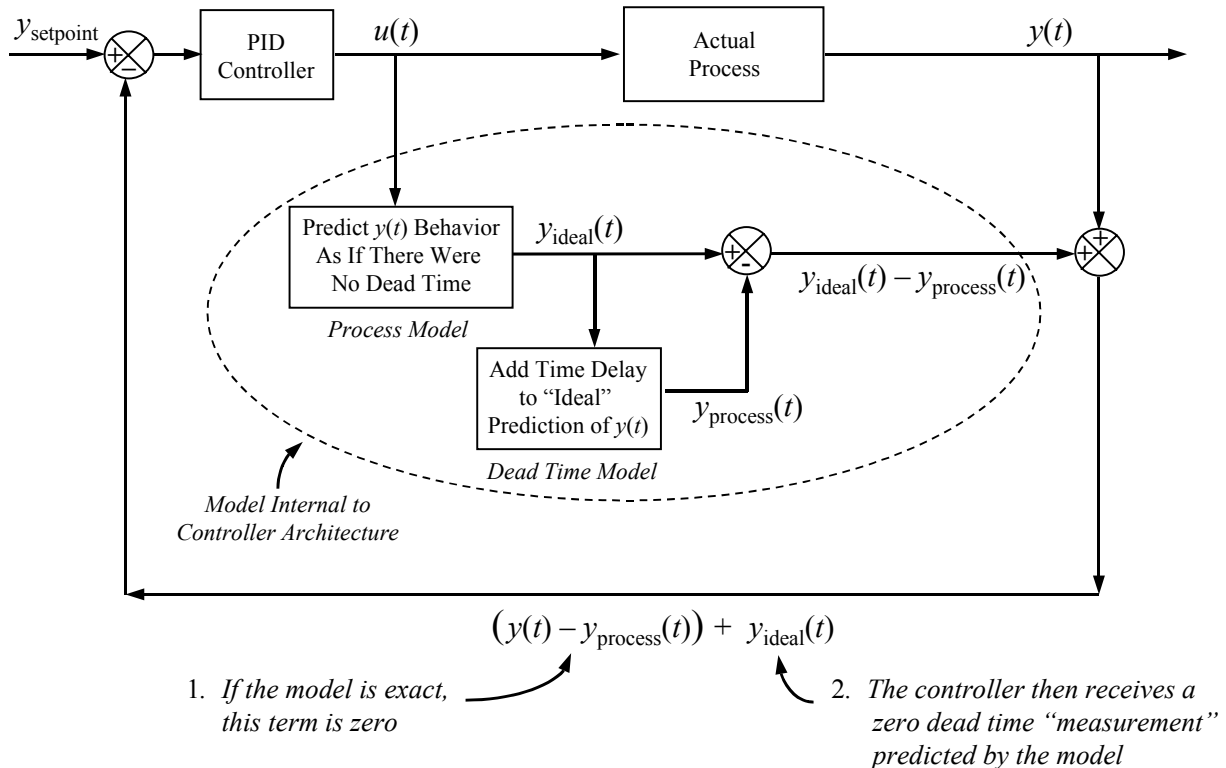 y_setpoint
+
-
PID
Controller
u(t)
Actual
Process
y(t)
Predict y(t) Behavior
As If There Were
No Dead Time
Process Model
y_ideal(t)
+
-
y_ideal(t) – y_process(t)
+
+
Add Time Delay
to “Ideal”
Prediction of y(t)
Dead Time Model
y_process(t)
Model Internal to
Controller Architecture
(y(t) – y_process(t)) + y_ideal(t)
1. If the model is exact,
this term is zero
2. The controller then receives a
zero dead time “measurement”
predicted by the model